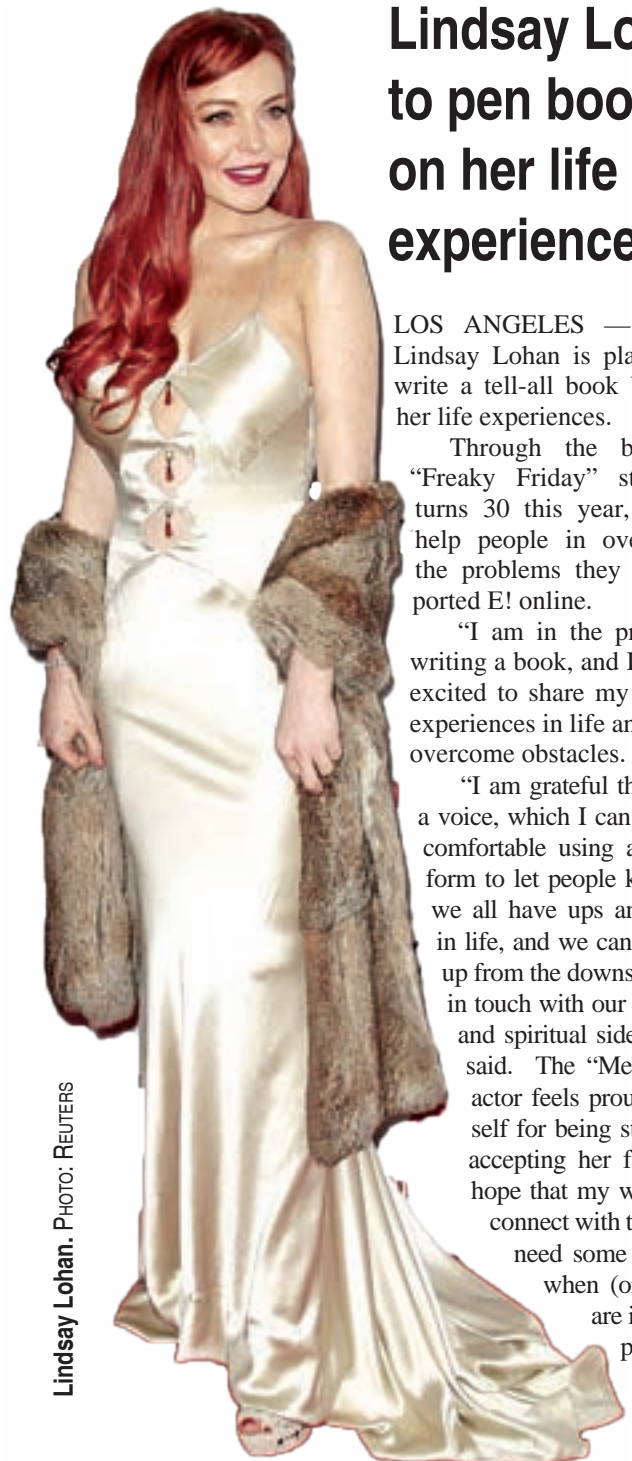 Lindsay Lo
to pen boo
on her life
experience
LOS ANGELES —
Lindsay Lohan is pla
write a tell-all book b
her life experiences.
Through the b
“Freaky Friday” st
turns 30 this year,
help people in ove
the problems they
ported E! online.
“I am in the pr
writing a book, and I
excited to share my
experiences in life an
overcome obstacles.
“I am grateful th
a voice, which I can
comfortable using a
form to let people k
we all have ups an
in life, and we can
up from the downs
in touch with our
and spiritual side
said. The “Me
actor feels prou
self for being st
accepting her f
hope that my w
connect with t
need some
when (or
are i
p
Lindsay Lohan. PHOTO: REUTERS